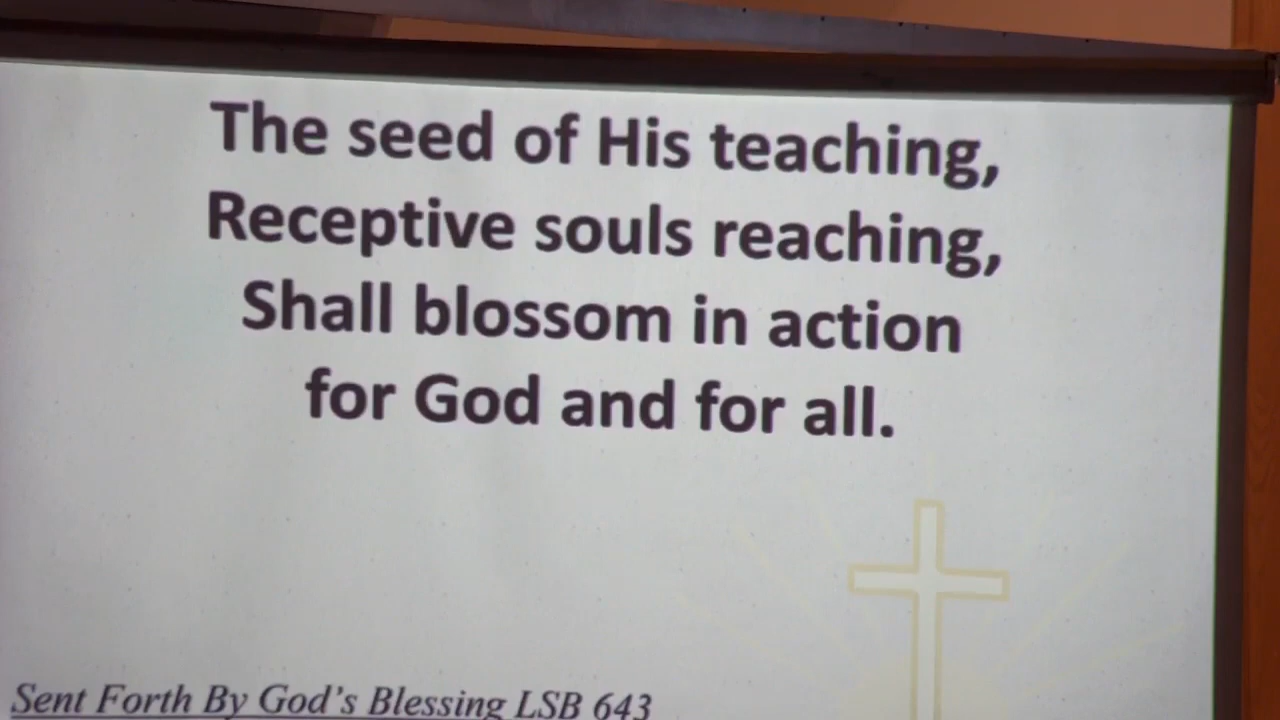 The seed of His teaching,
Receptive souls reaching,
Shall blossom in action
for God and for all.
Sent Forth By God's Blessing LSB 643